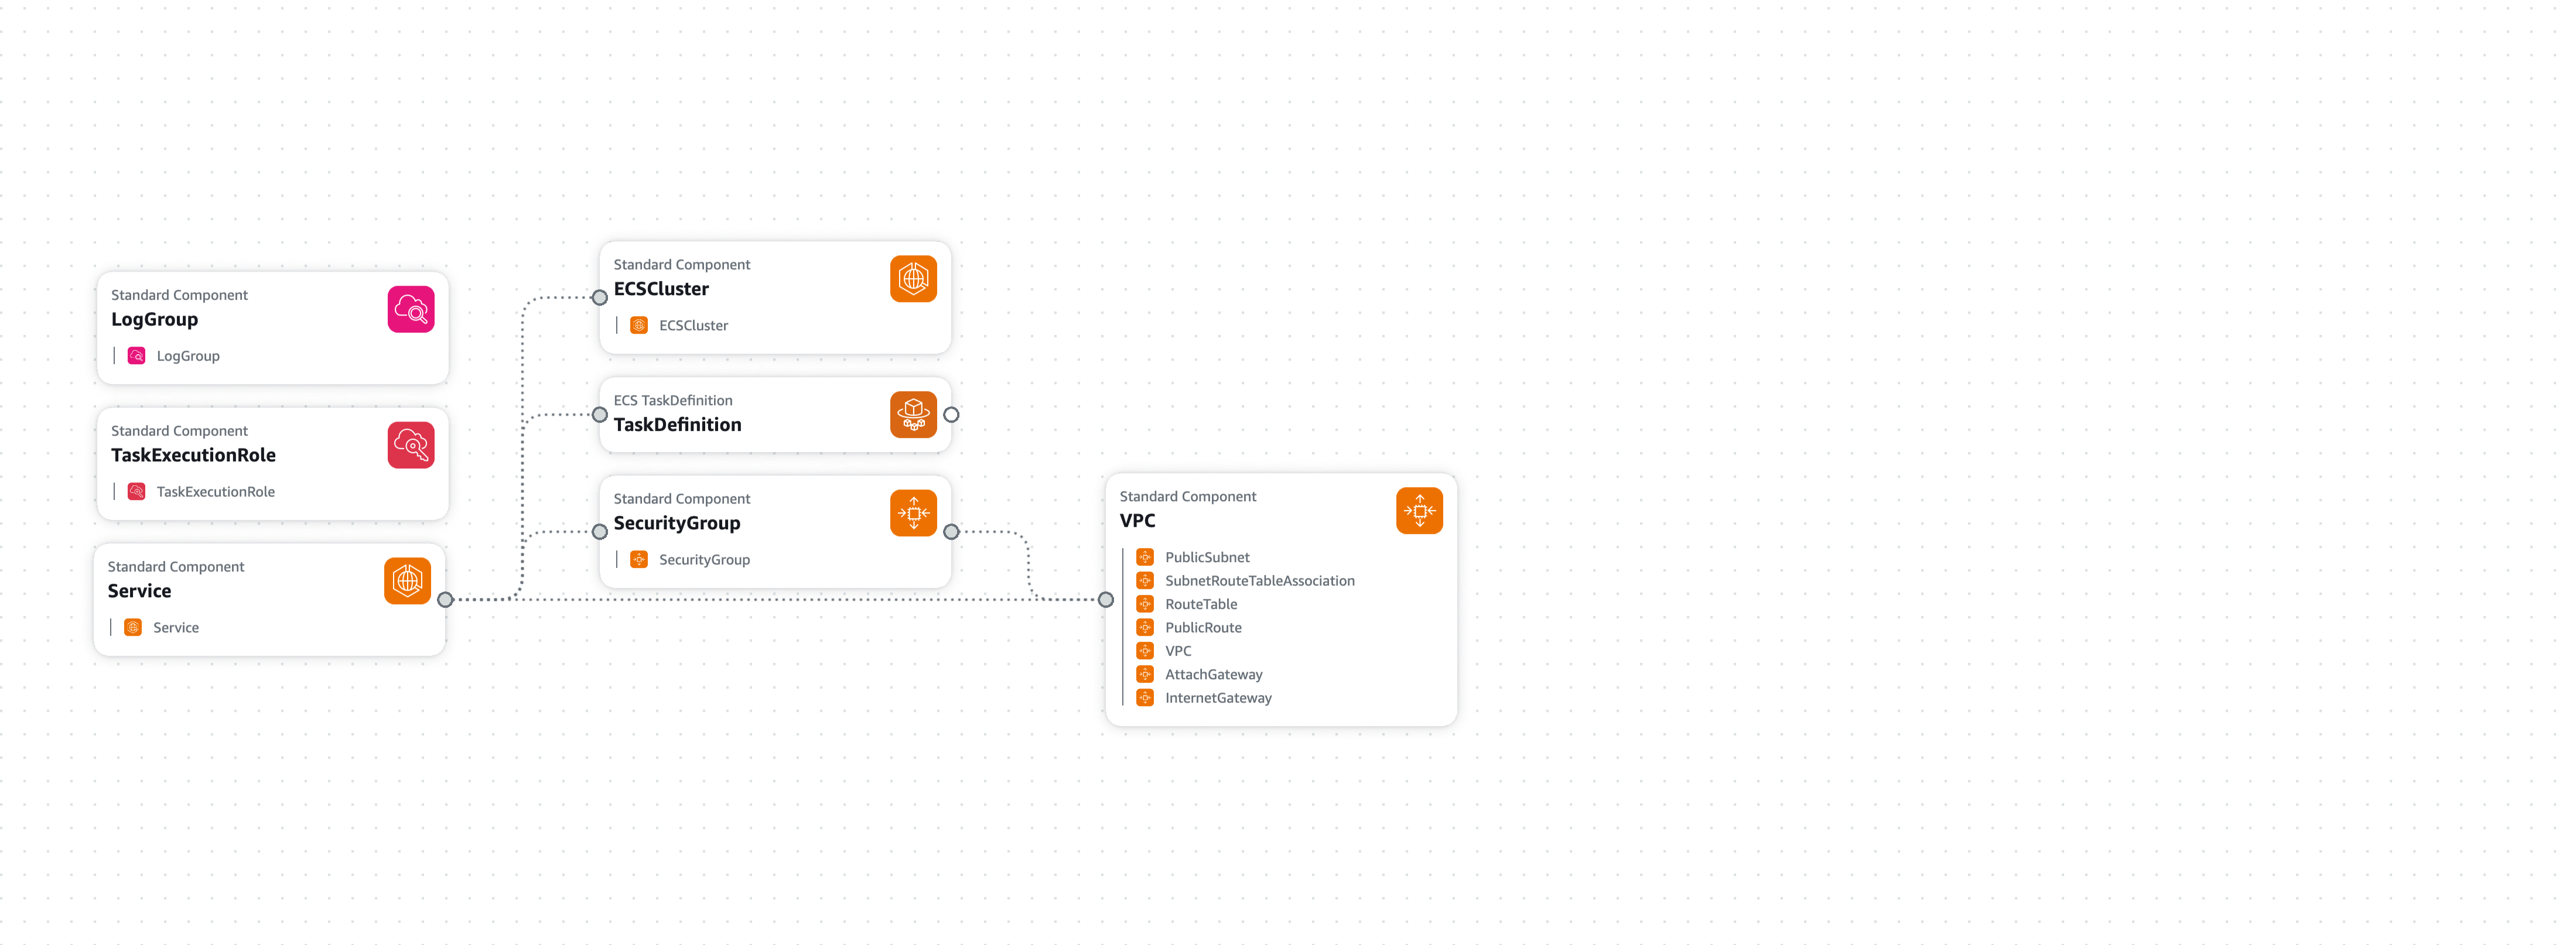 Standard Component
LogGroup
LogGroup
Standard Component
TaskExecutionRole
TaskExecutionRole
Standard Component
Service
Service
Standard Component
ECSCluster
ECSCluster
ECS TaskDefinition
TaskDefinition
Standard Component
SecurityGroup
SecurityGroup
Standard Component
VPC
PublicSubnet
SubnetRouteTableAssociation
RouteTable
PublicRoute
VPC
AttachGateway
InternetGateway